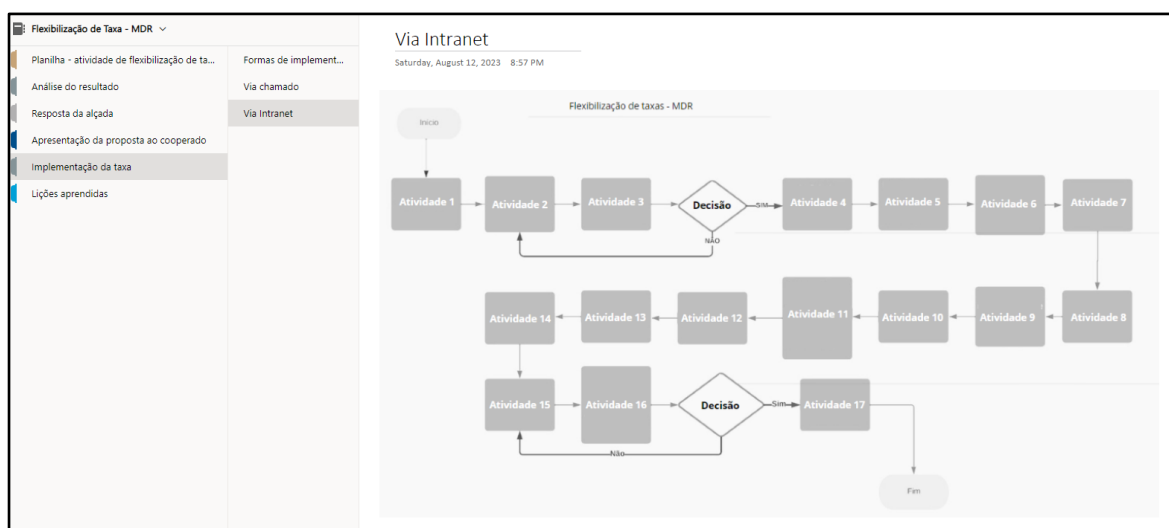 Flexibilização de Taxa - MDR
Planilha - atividade de flexibilização de ta...
Análise do resultado
Resposta da alçada
Apresentação da proposta ao cooperado
Implementação da taxa
Lições aprendidas
Formas de implement...
Via chamado
Via Intranet
Via Intranet
Saturday, August 12, 2023 8:57 PM
Flexibilização de taxas - MDR
Início
Atividade 1
Atividade 2
Atividade 3
Decisão
SIM
NÃO
Atividade 4
Atividade 5
Atividade 6
Atividade 7
Atividade 8
Atividade 9
Atividade 10
Atividade 11
Atividade 12
Atividade 13
Atividade 14
Atividade 15
Atividade 16
Decisão
Sim
Não
Atividade 17
Fim